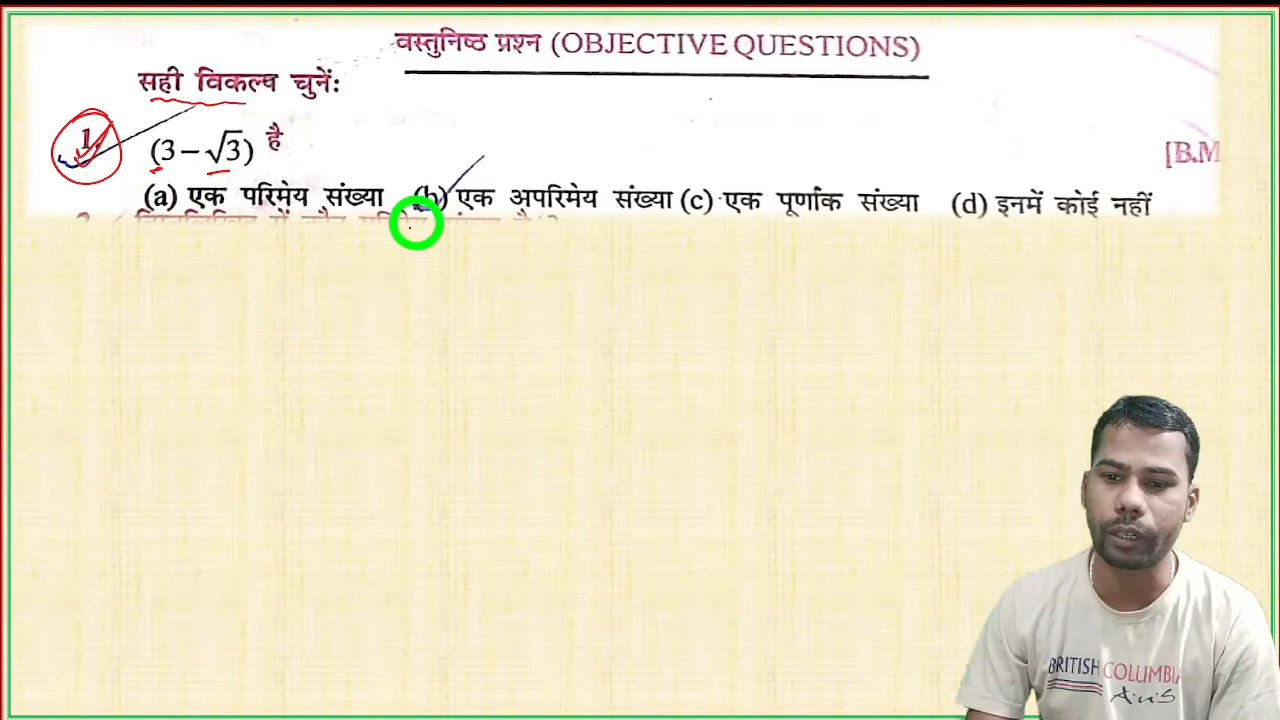 वस्तुनिष्ठ प्रश्न (OBJECTIVE QUESTIONS)
सही विकल्प चुनें:
1 (3 – √3) है [B.M
(a) एक परिमेय संख्या (b) एक अपरिमेय संख्या (c) एक पूर्णांक संख्या (d) इनमें कोई नहीं
BRITISH COLUMBIA